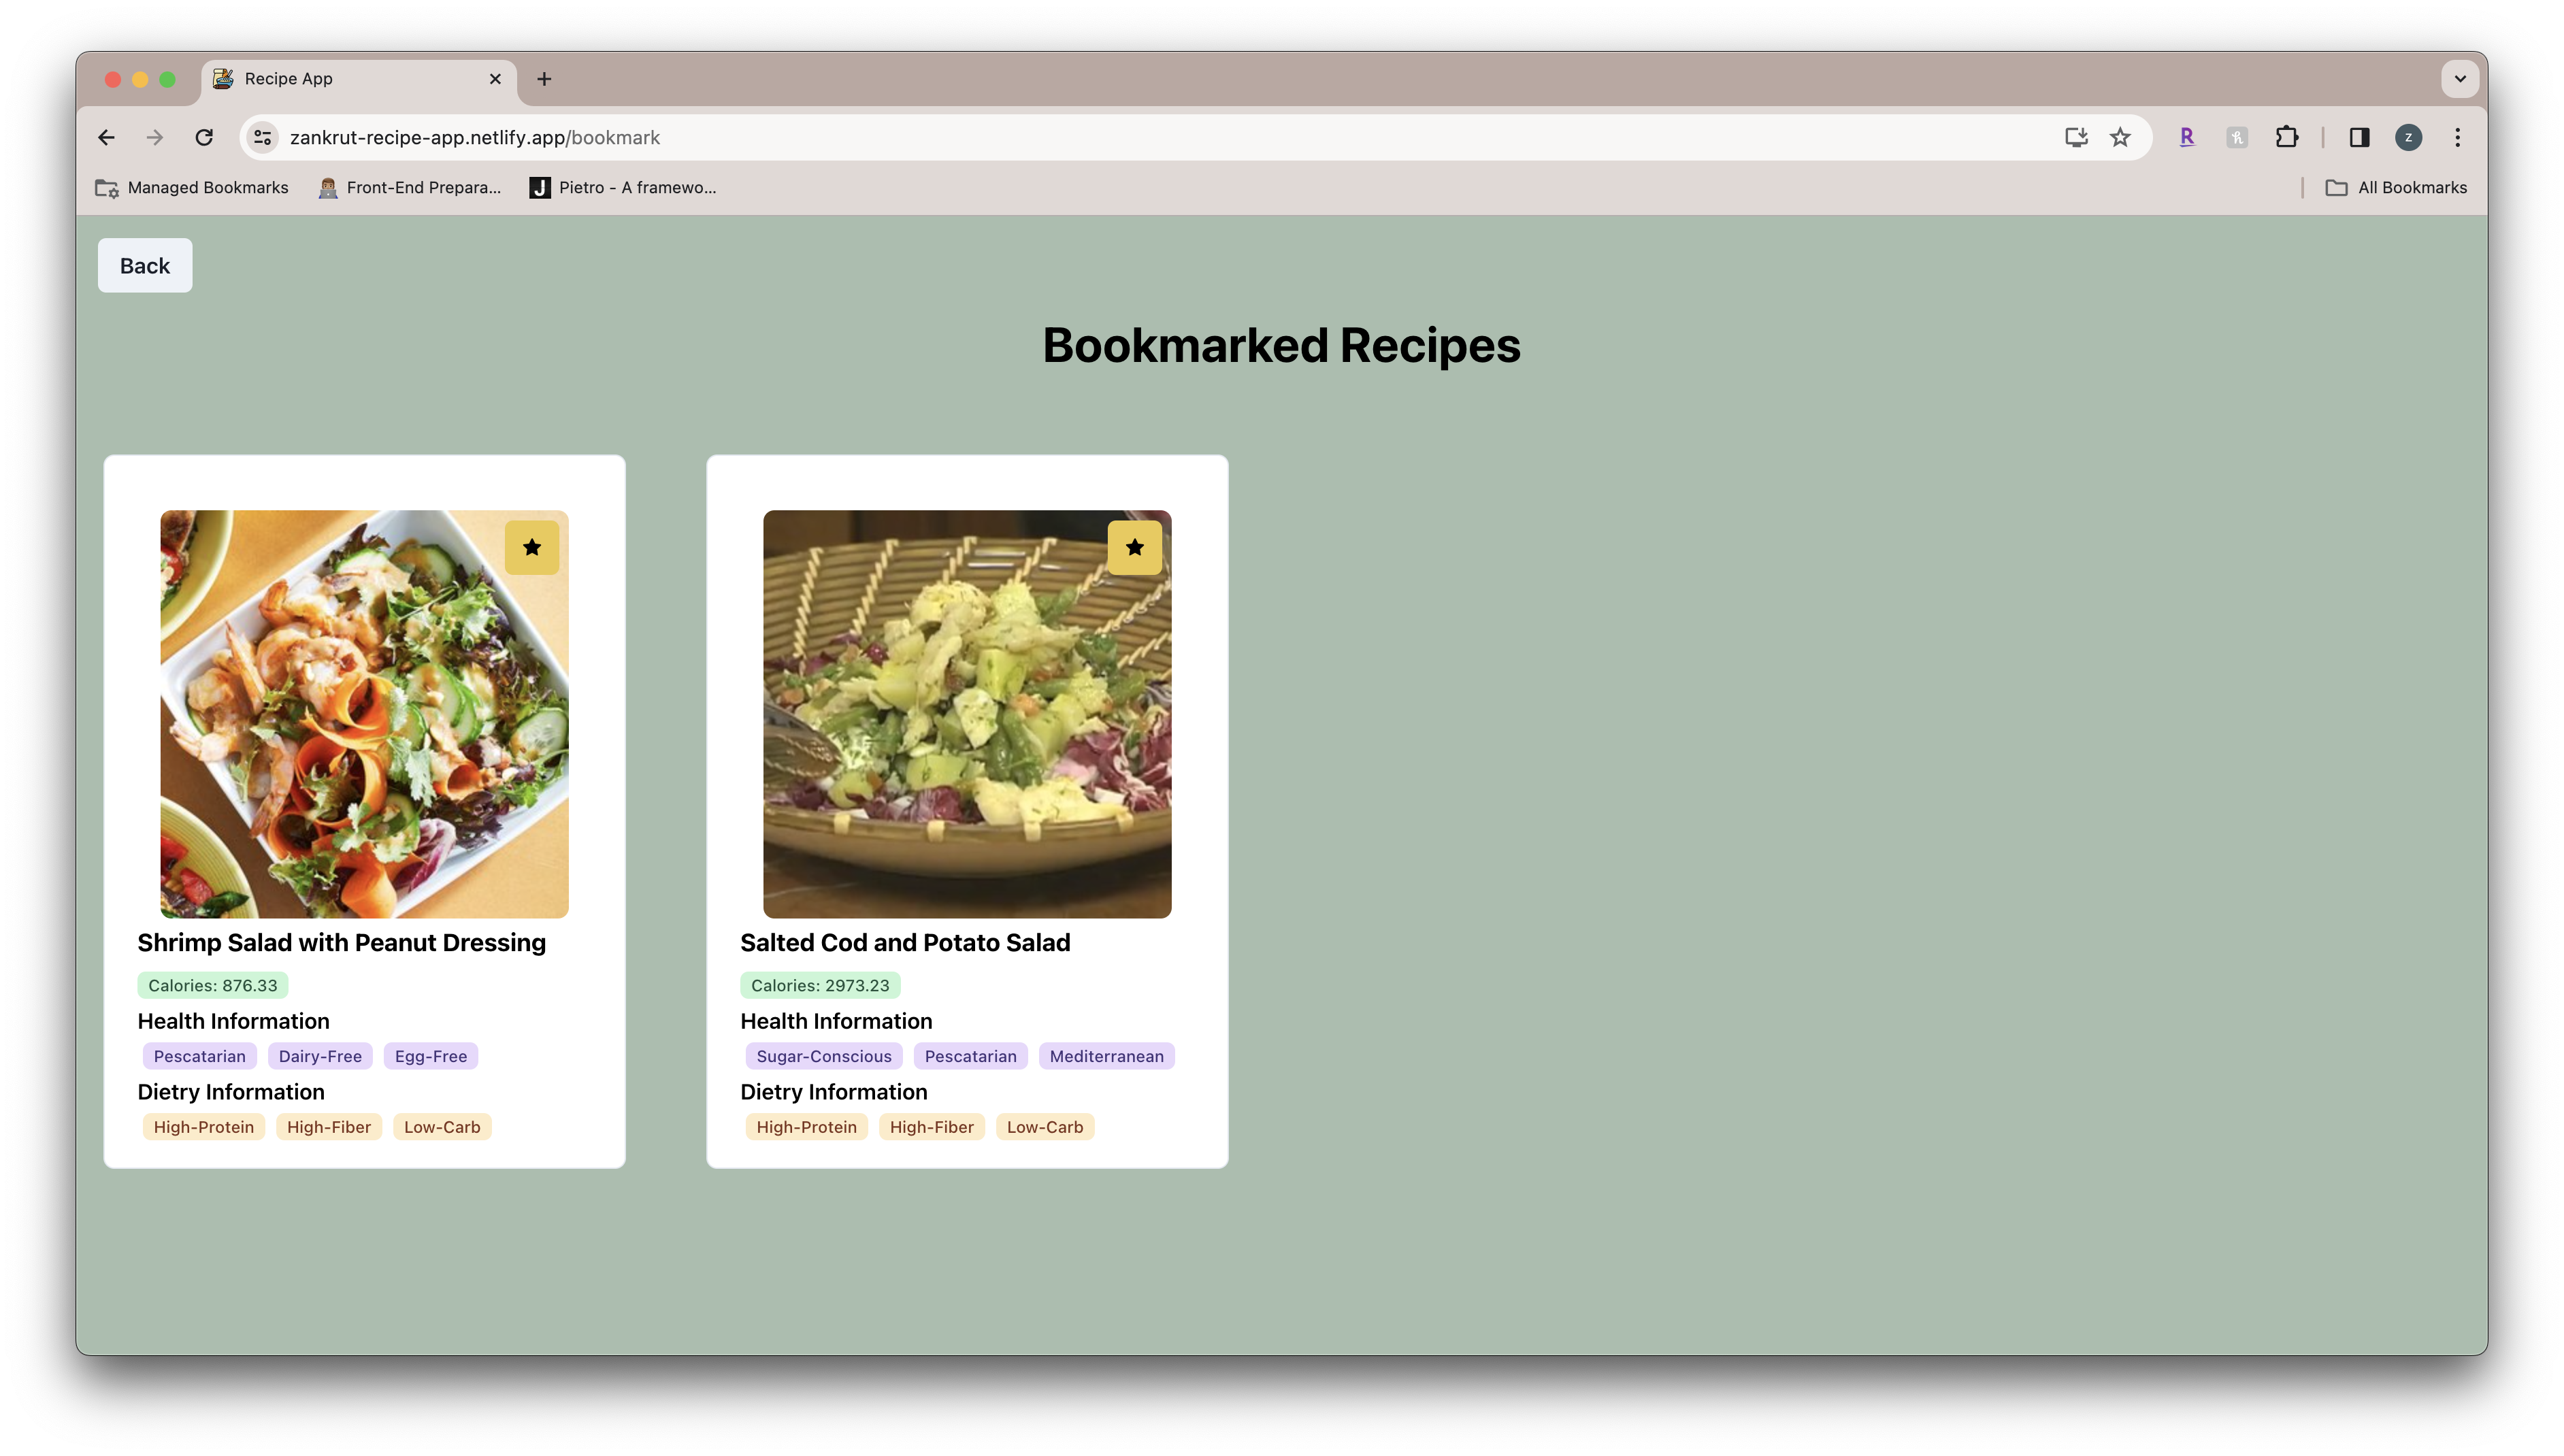 Recipe App
zankrut-recipe-app.netlify.app/bookmark
Z
Managed Bookmarks
Front-End Prepara...
Pietro - A framewo...
All Bookmarks
Back
Bookmarked Recipes
Shrimp Salad with Peanut Dressing
Calories: 876.33
Health Information
Pescatarian Dairy-Free Egg-Free
Dietry Information
High-Protein High-Fiber Low-Carb
Salted Cod and Potato Salad
Calories: 2973.23
Health Information
Sugar-Conscious Pescatarian Mediterranean
Dietry Information
High-Protein High-Fiber Low-Carb